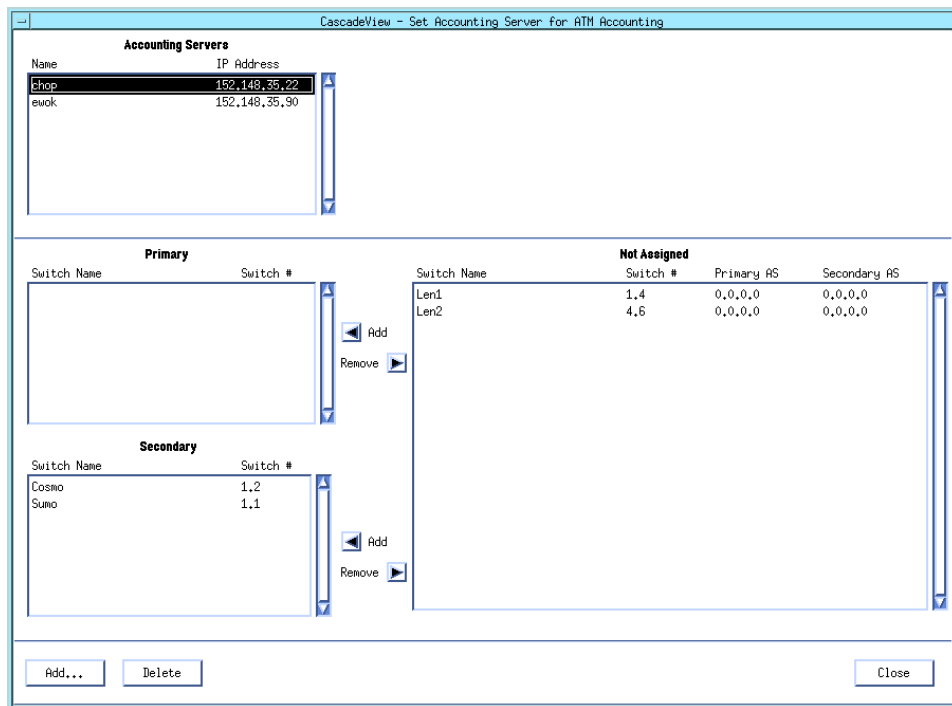 CascadeView - Set Accounting Server for ATM Accounting
Accounting Servers
Name IP Address
chop 152.148.35.22
ewok 152.148.35.90
Primary
Switch Name Switch #
Add
Remove
Not Assigned
Switch Name Switch # Primary AS Secondary AS
Len1 1.4 0.0.0.0 0.0.0.0
Len2 4.6 0.0.0.0 0.0.0.0
Secondary
Switch Name Switch #
Cosmo 1.2
Sumo 1.1
Add
Remove
Add... Delete Close